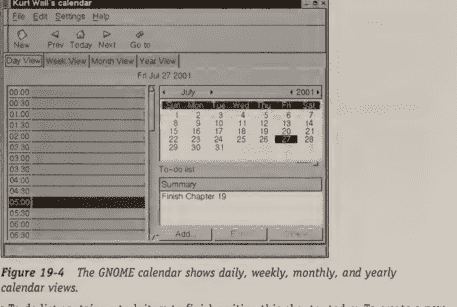 Kurt Wall's calendar
File Edit Settings Help
New Prev Today Next Go to
Day View Week View Month View Year View
Fri Jul 27 2001
00:00
00:30
01:00
01:30
02:00
02:30
03:00
03:30
04:00
04:30
05:00
05:30
06:00
06:30
July 2001
Sun Mon Tue Wed Thu Fri Sat
1 2 3 4 5 6 7
8 9 10 11 12 13 14
15 16 17 18 19 20 21
22 23 24 25 26 27 28
29 30 31
To-do list
Summary
Finish Chapter 19
Add...
Figure 19-4 The GNOME calendar shows daily, weekly, monthly, and yearly
calendar views.